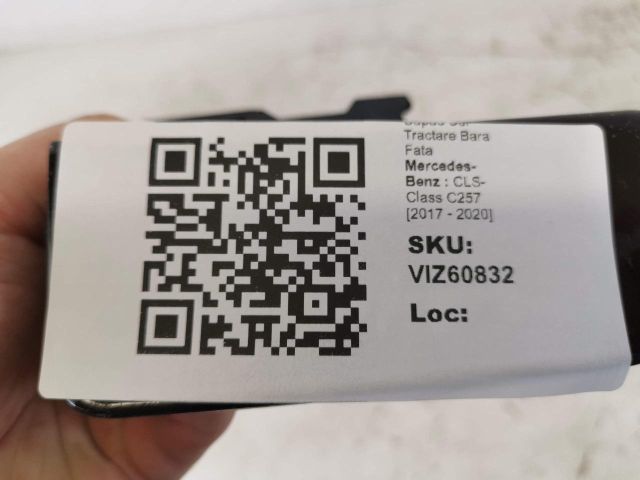 Tractare Bara
Fata
Mercedes-
Benz : CLS-
Class C257
[2017 - 2020]
SKU:
VIZ60832
Loc: